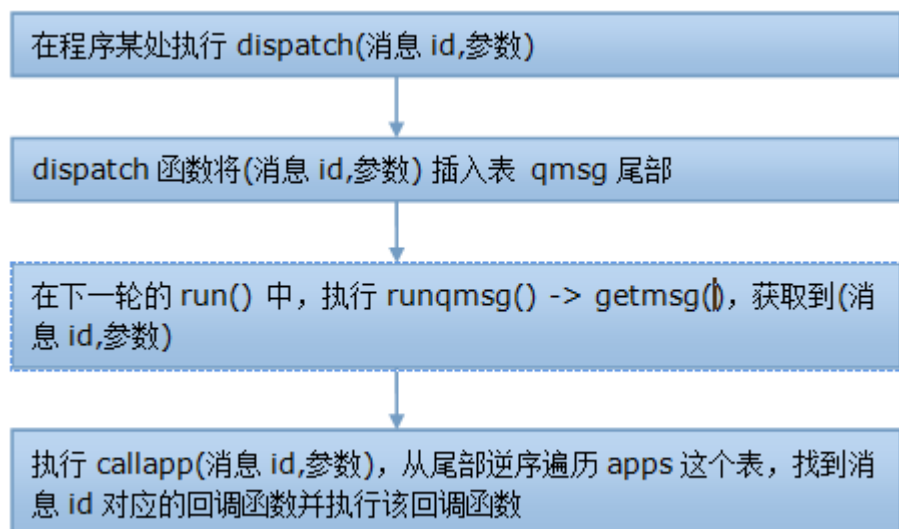 在程序某处执行 dispatch(消息 id,参数)
dispatch 函数将(消息 id,参数) 插入表 qmsg 尾部
在下一轮的 run() 中，执行 runqmsg() -> getmsg()，获取到(消
息 id,参数)
执行 callapp(消息 id,参数)，从尾部逆序遍历 apps 这个表，找到消
息 id 对应的回调函数并执行该回调函数